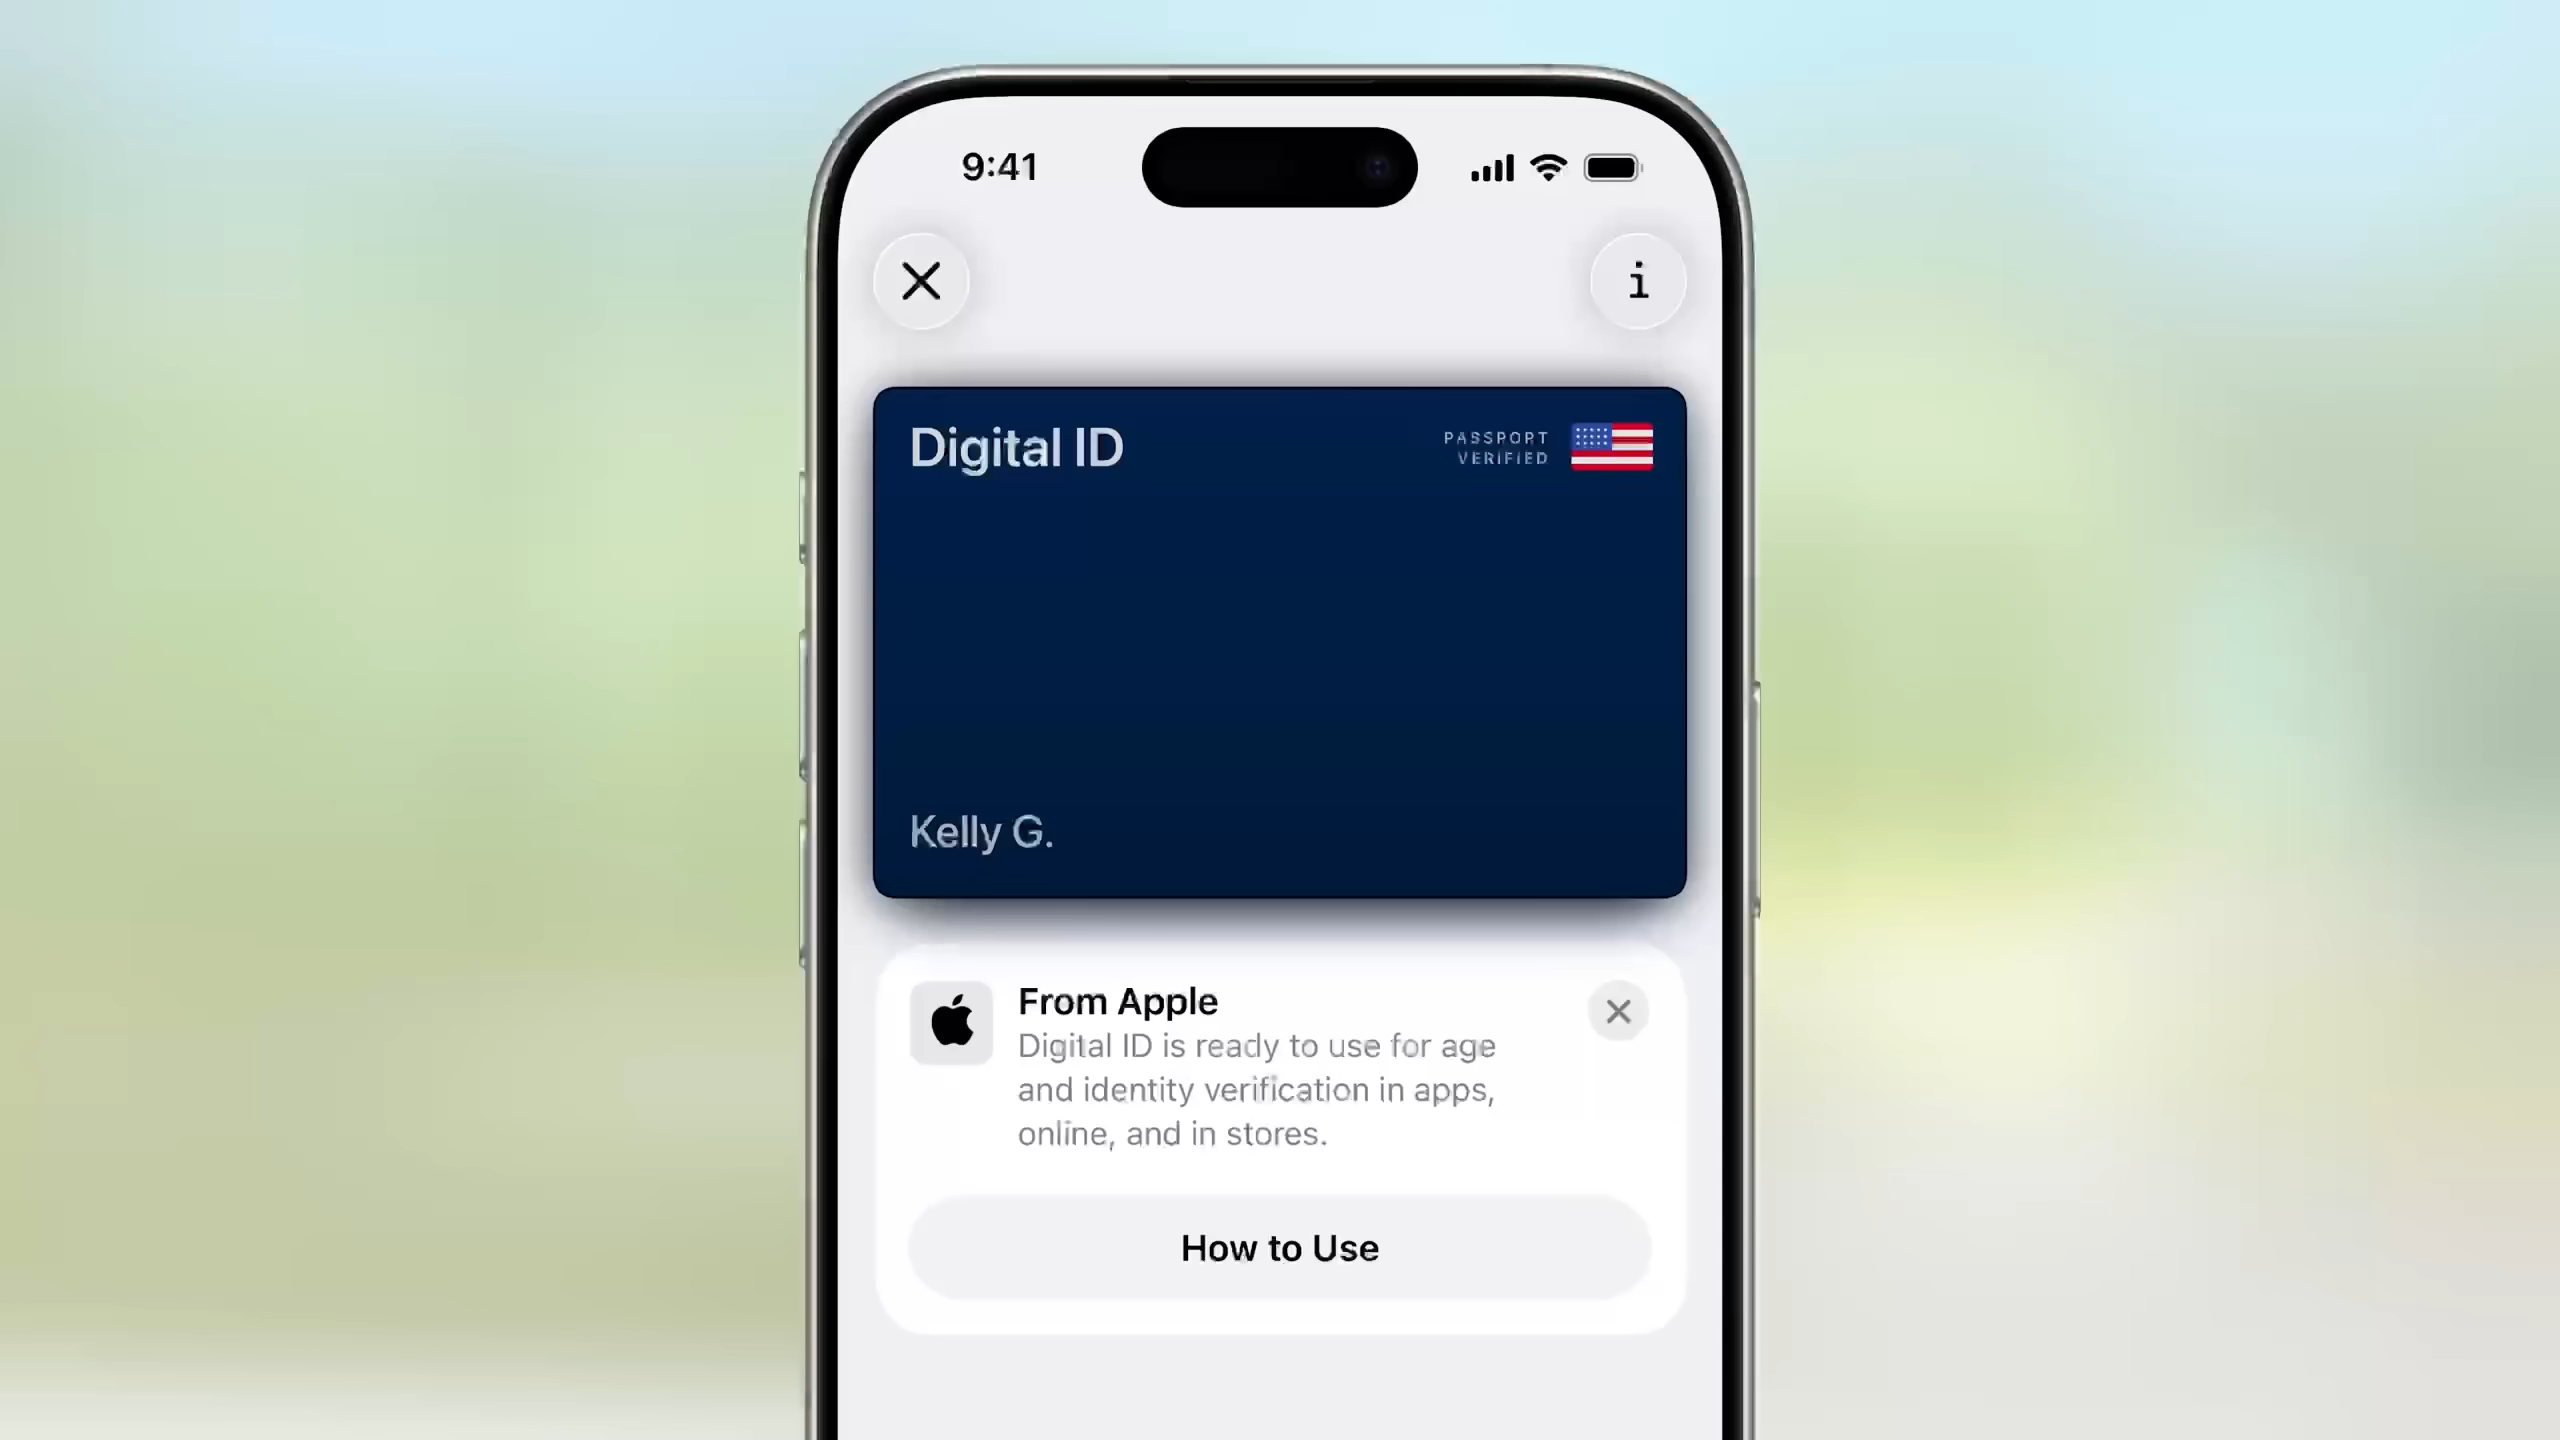 9:41
i
Digital ID
PASSPORT
VERIFIED
Kelly G.
From Apple
Digital ID is ready to use for age
and identity verification in apps,
online, and in stores.
How to Use